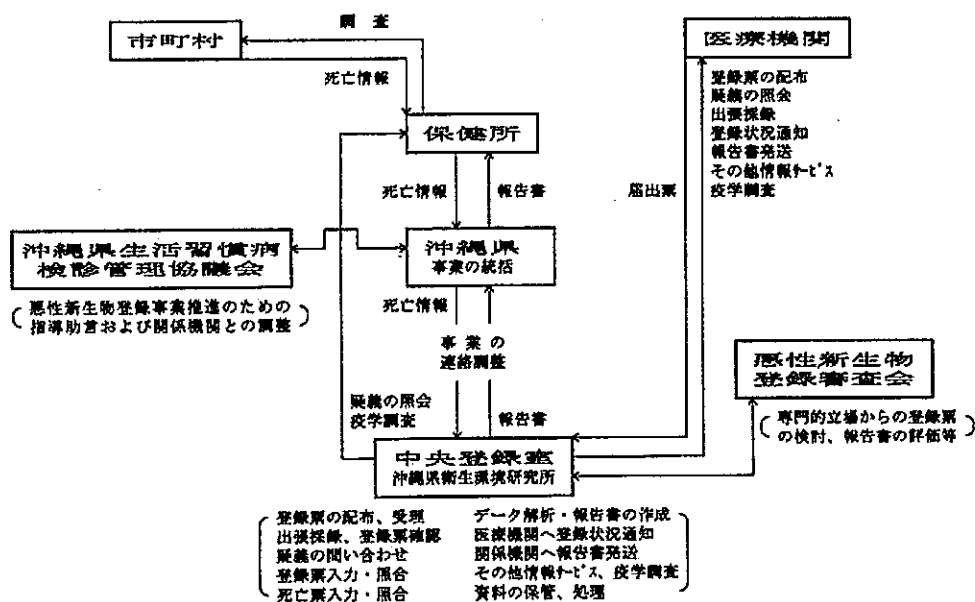 調 査
市町村
医療機関
死亡情報
登録票の配布
疑義の照会
出張採録
登録状況通知
報告書発送
その他情報サービス
疫学調査
保健所
死亡情報
報告書
届出票
沖縄県生活習慣病
検診管理協議会
沖縄県
事業の統括
悪性新生物登録事業推進のための
指導助言および関係機関との調整
死亡情報
事 業 の
連絡調整
悪性新生物
登録審査会
疑義の照会
疫学調査
報告書
専門的立場からの登録票
の検討、報告書の評価等
中央登録室
沖縄県衛生環境研究所
登録票の配布、受理
出張採録、登録票確認
疑義の問い合わせ
登録票入力・照合
死亡票入力・照合
データ解析・報告書の作成
医療機関へ登録状況通知
関係機関へ報告書発送
その他情報サービス、疫学調査
資料の保管、処理